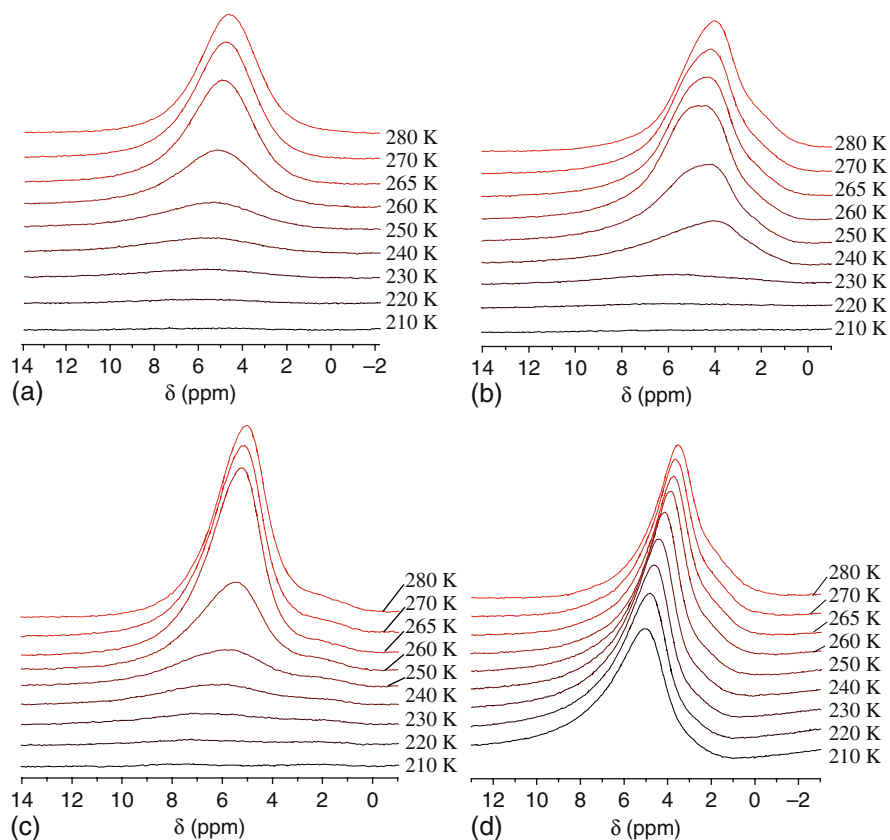 280 K
270 K
265 K
260 K
250 K
240 K
230 K
220 K
210 K
14 12 10 8 6 4 2 0 –2
(a) δ (ppm)
280 K
270 K
265 K
260 K
250 K
240 K
230 K
220 K
210 K
14 12 10 8 6 4 2 0
(b) δ (ppm)
280 K
270 K
265 K
260 K
250 K
240 K
230 K
220 K
210 K
14 12 10 8 6 4 2 0
(c) δ (ppm)
280 K
270 K
265 K
260 K
250 K
240 K
230 K
220 K
210 K
12 10 8 6 4 2 0 –2
(d) δ (ppm)